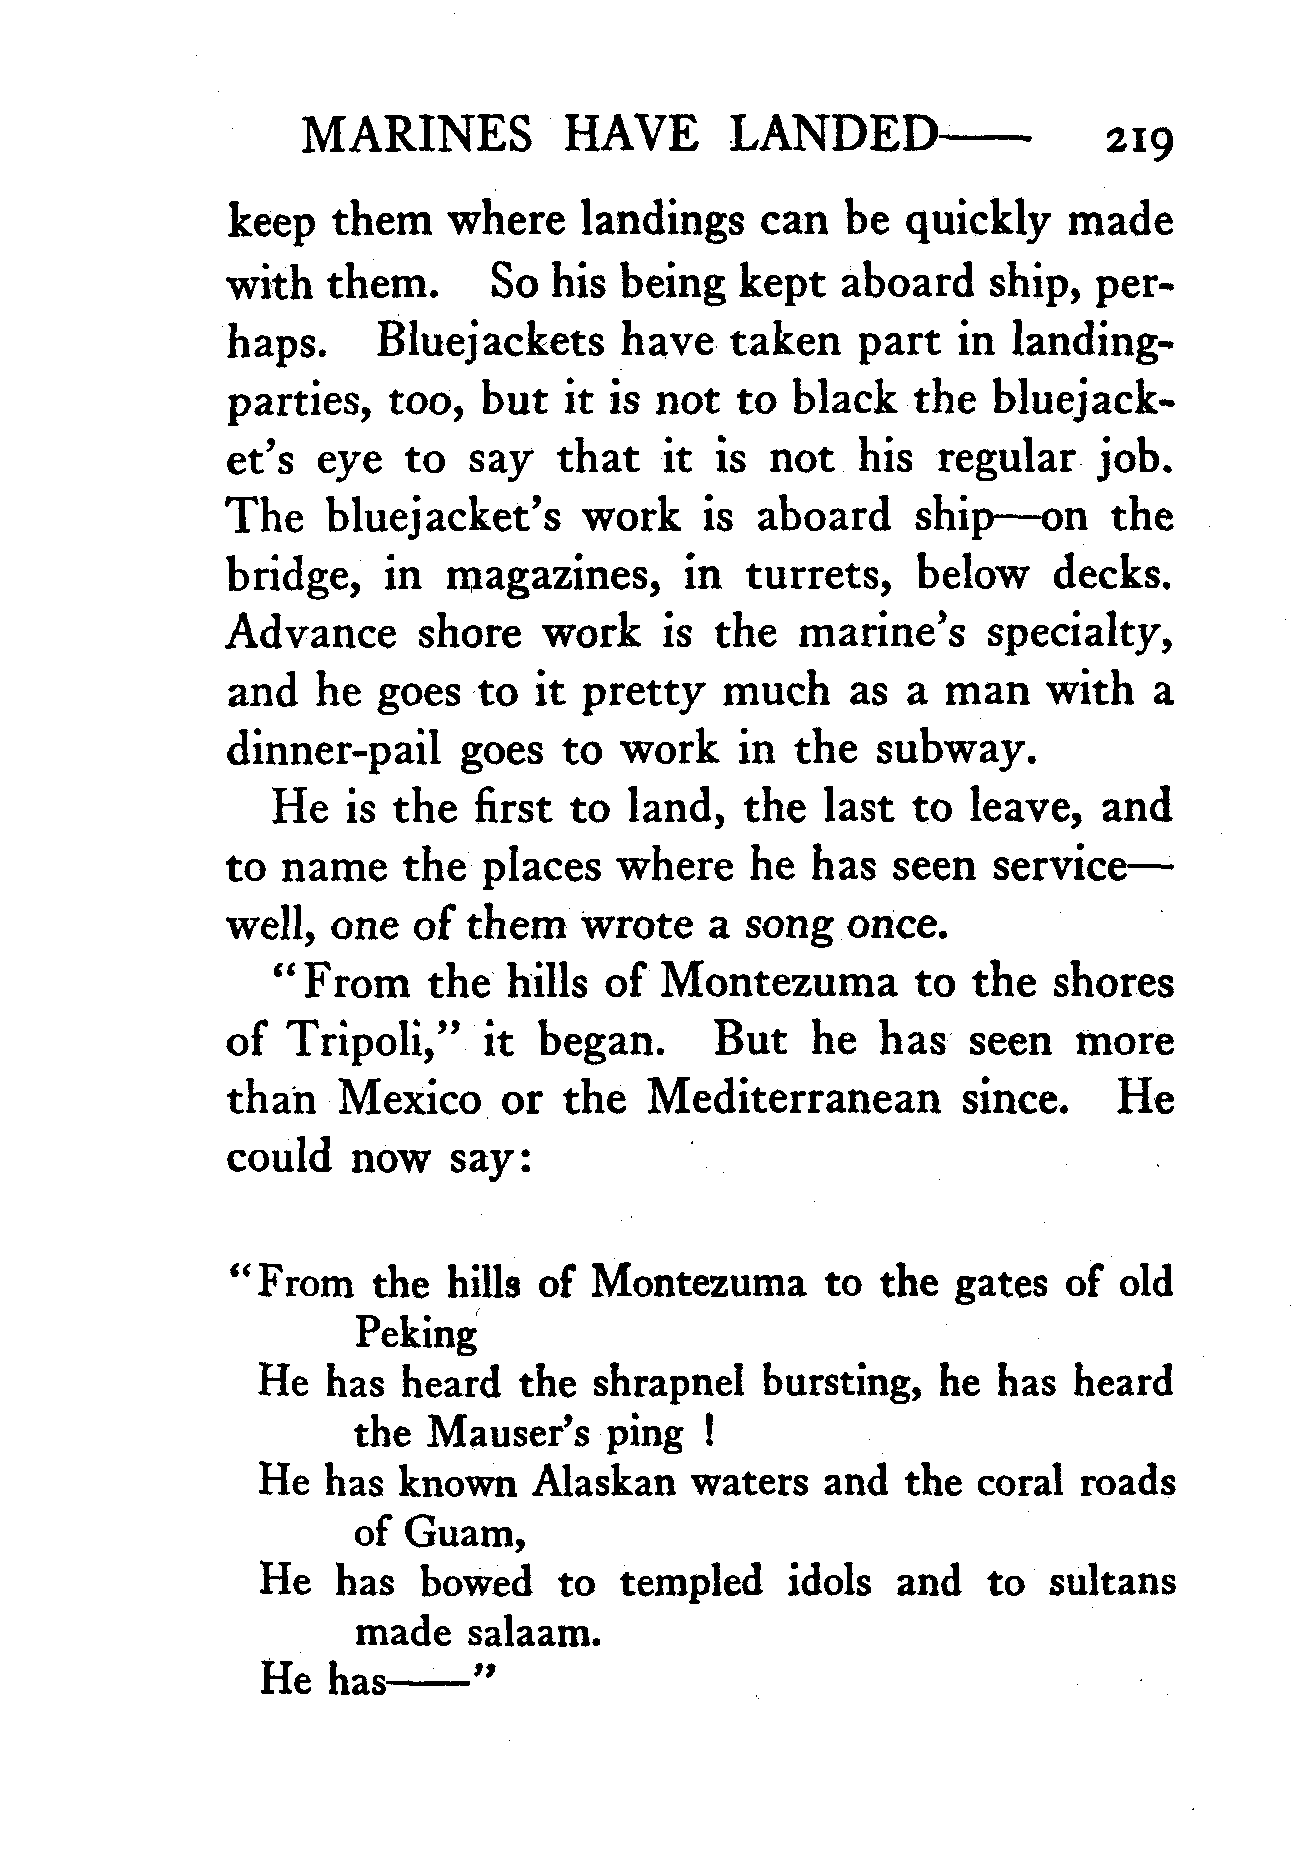 MARINES HAVE LANDED—— 219
keep them where landings can be quickly made
with them. So his being kept aboard ship, per-
haps. Bluejackets have taken part in landing-
parties, too, but it is not to black the bluejack-
et's eye to say that it is not his regular job.
The bluejacket's work is aboard ship—on the
bridge, in magazines, in turrets, below decks.
Advance shore work is the marine's specialty,
and he goes to it pretty much as a man with a
dinner-pail goes to work in the subway.
He is the first to land, the last to leave, and
to name the places where he has seen service—
well, one of them wrote a song once.
"From the hills of Montezuma to the shores
of Tripoli," it began. But he has seen more
than Mexico or the Mediterranean since. He
could now say:
"From the hills of Montezuma to the gates of old
Peking
He has heard the shrapnel bursting, he has heard
the Mauser's ping !
He has known Alaskan waters and the coral roads
of Guam,
He has bowed to templed idols and to sultans
made salaam.
He has——"